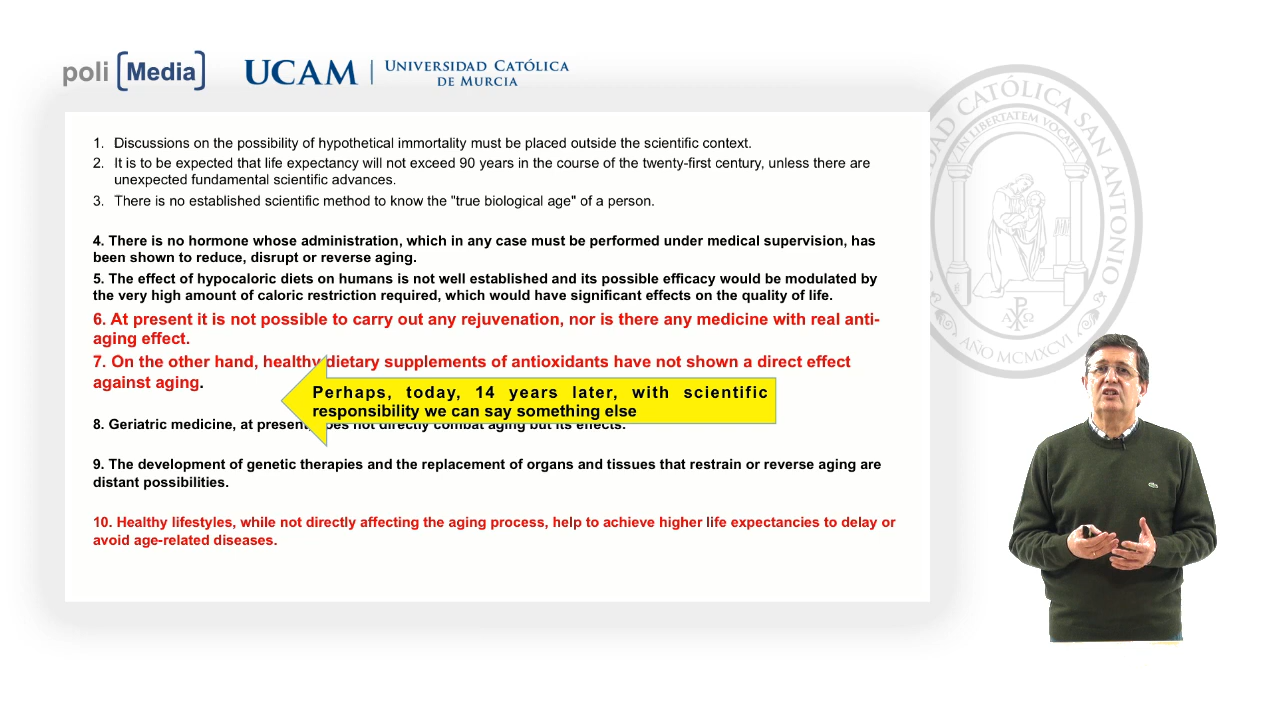 poli [Media]
UCAM | UNIVERSIDAD CATÓLICA
DE MURCIA
UNIVERSIDAD CATÓLICA SAN ANTONIO
IN LIBERTATEM VOCATI
AÑO MCMXCVI
1. Discussions on the possibility of hypothetical immortality must be placed outside the scientific context.
2. It is to be expected that life expectancy will not exceed 90 years in the course of the twenty-first century, unless there are
unexpected fundamental scientific advances.
3. There is no established scientific method to know the "true biological age" of a person.
4. There is no hormone whose administration, which in any case must be performed under medical supervision, has
been shown to reduce, disrupt or reverse aging.
5. The effect of hypocaloric diets on humans is not well established and its possible efficacy would be modulated by
the very high amount of caloric restriction required, which would have significant effects on the quality of life.
6. At present it is not possible to carry out any rejuvenation, nor is there any medicine with real anti-
aging effect.
7. On the other hand, healthy dietary supplements of antioxidants have not shown a direct effect
against aging.
Perhaps, today, 14 years later, with scientific
responsibility we can say something else
8. Geriatric medicine, at present, does not directly combat aging but its effects.
9. The development of genetic therapies and the replacement of organs and tissues that restrain or reverse aging are
distant possibilities.
10. Healthy lifestyles, while not directly affecting the aging process, help to achieve higher life expectancies to delay or
avoid age-related diseases.